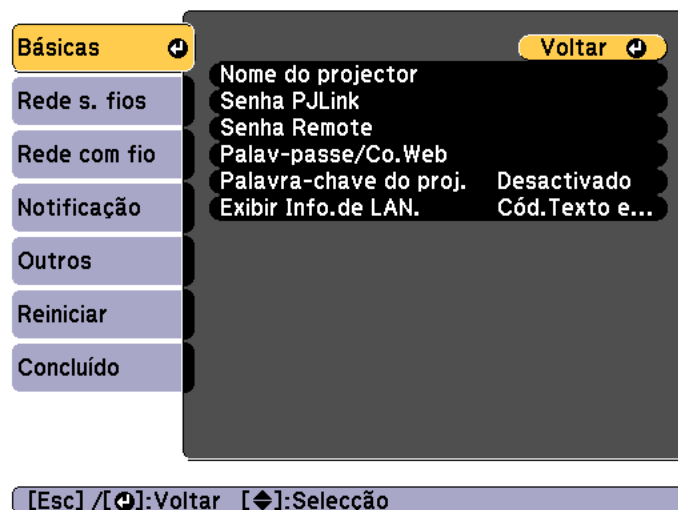 Básicas
Voltar
Nome do projector
Senha PJLink
Senha Remote
Palav-passe/Co.Web
Palavra-chave do proj. Desactivado
Exibir Info.de LAN. Cód.Texto e...
Rede s. fios
Rede com fio
Notificação
Outros
Reiniciar
Concluído
[Esc] /[ ]:Voltar [ ]:Selecção